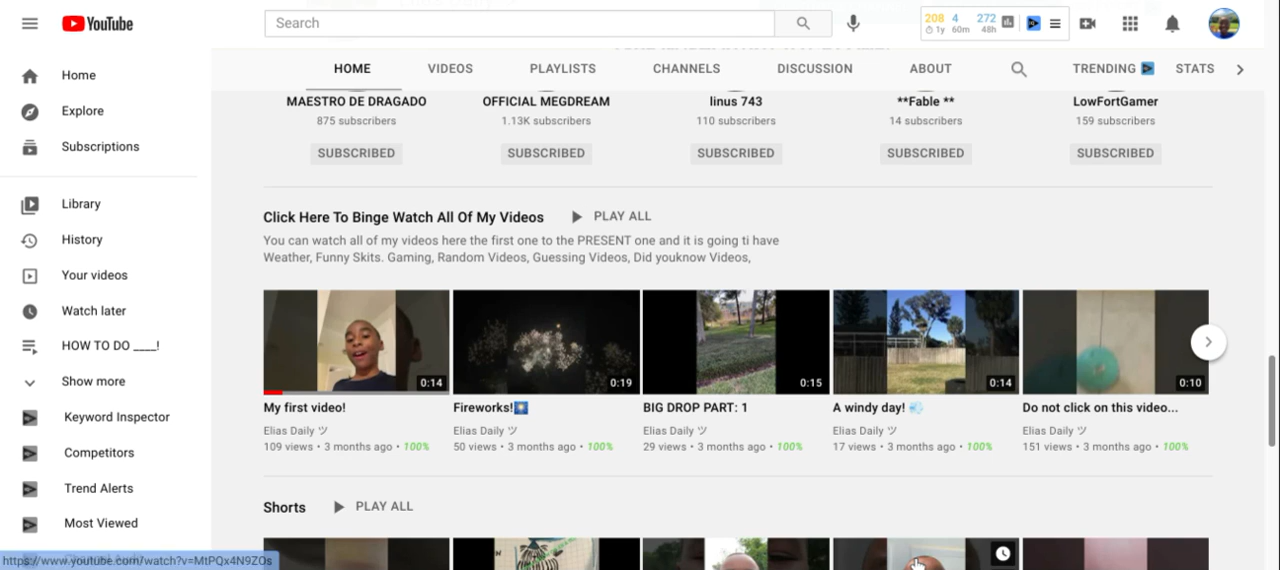 YouTube
Search
208 4 272
1y 60m 48h
Home
Explore
Subscriptions
Library
History
Your videos
Watch later
HOW TO DO ____!
Show more
Keyword Inspector
Competitors
Trend Alerts
Most Viewed
https://www.youtube.com/watch?v=MtPQx4N9ZOs
HOME VIDEOS PLAYLISTS CHANNELS DISCUSSION ABOUT TRENDING STATS
MAESTRO DE DRAGADO OFFICIAL MEGDREAM linus 743 **Fable ** LowFortGamer
875 subscribers 1.13K subscribers 110 subscribers 14 subscribers 159 subscribers
SUBSCRIBED SUBSCRIBED SUBSCRIBED SUBSCRIBED SUBSCRIBED
Click Here To Binge Watch All Of My Videos PLAY ALL
You can watch all of my videos here the first one to the PRESENT one and it is going ti have
Weather, Funny Skits. Gaming, Random Videos, Guessing Videos, Did youknow Videos,
0:14 0:19 0:15 0:14 0:10
My first video! Fireworks!🎆 BIG DROP PART: 1 A windy day! 💨 Do not click on this video...
Elias Daily ツ Elias Daily ツ Elias Daily ツ Elias Daily ツ Elias Daily ツ
109 views • 3 months ago • 100% 50 views • 3 months ago • 100% 29 views • 3 months ago • 100% 17 views • 3 months ago • 100% 151 views • 3 months ago • 100%
Shorts PLAY ALL